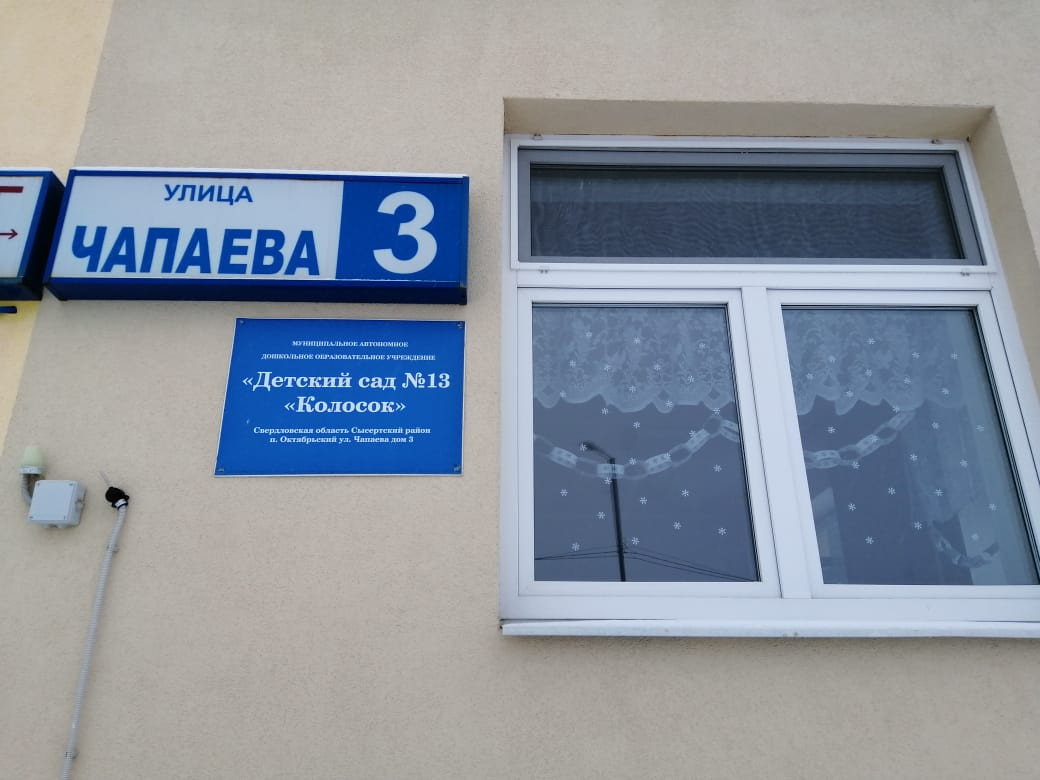 УЛИЦА
ЧАПАЕВА 3
МУНИЦИПАЛЬНОЕ АВТОНОМНОЕ
ДОШКОЛЬНОЕ ОБРАЗОВАТЕЛЬНОЕ УЧРЕЖДЕНИЕ
«Детский сад №13
«Колосок»
Свердловская область Сысертский район
п. Октябрьский ул. Чапаева дом 3